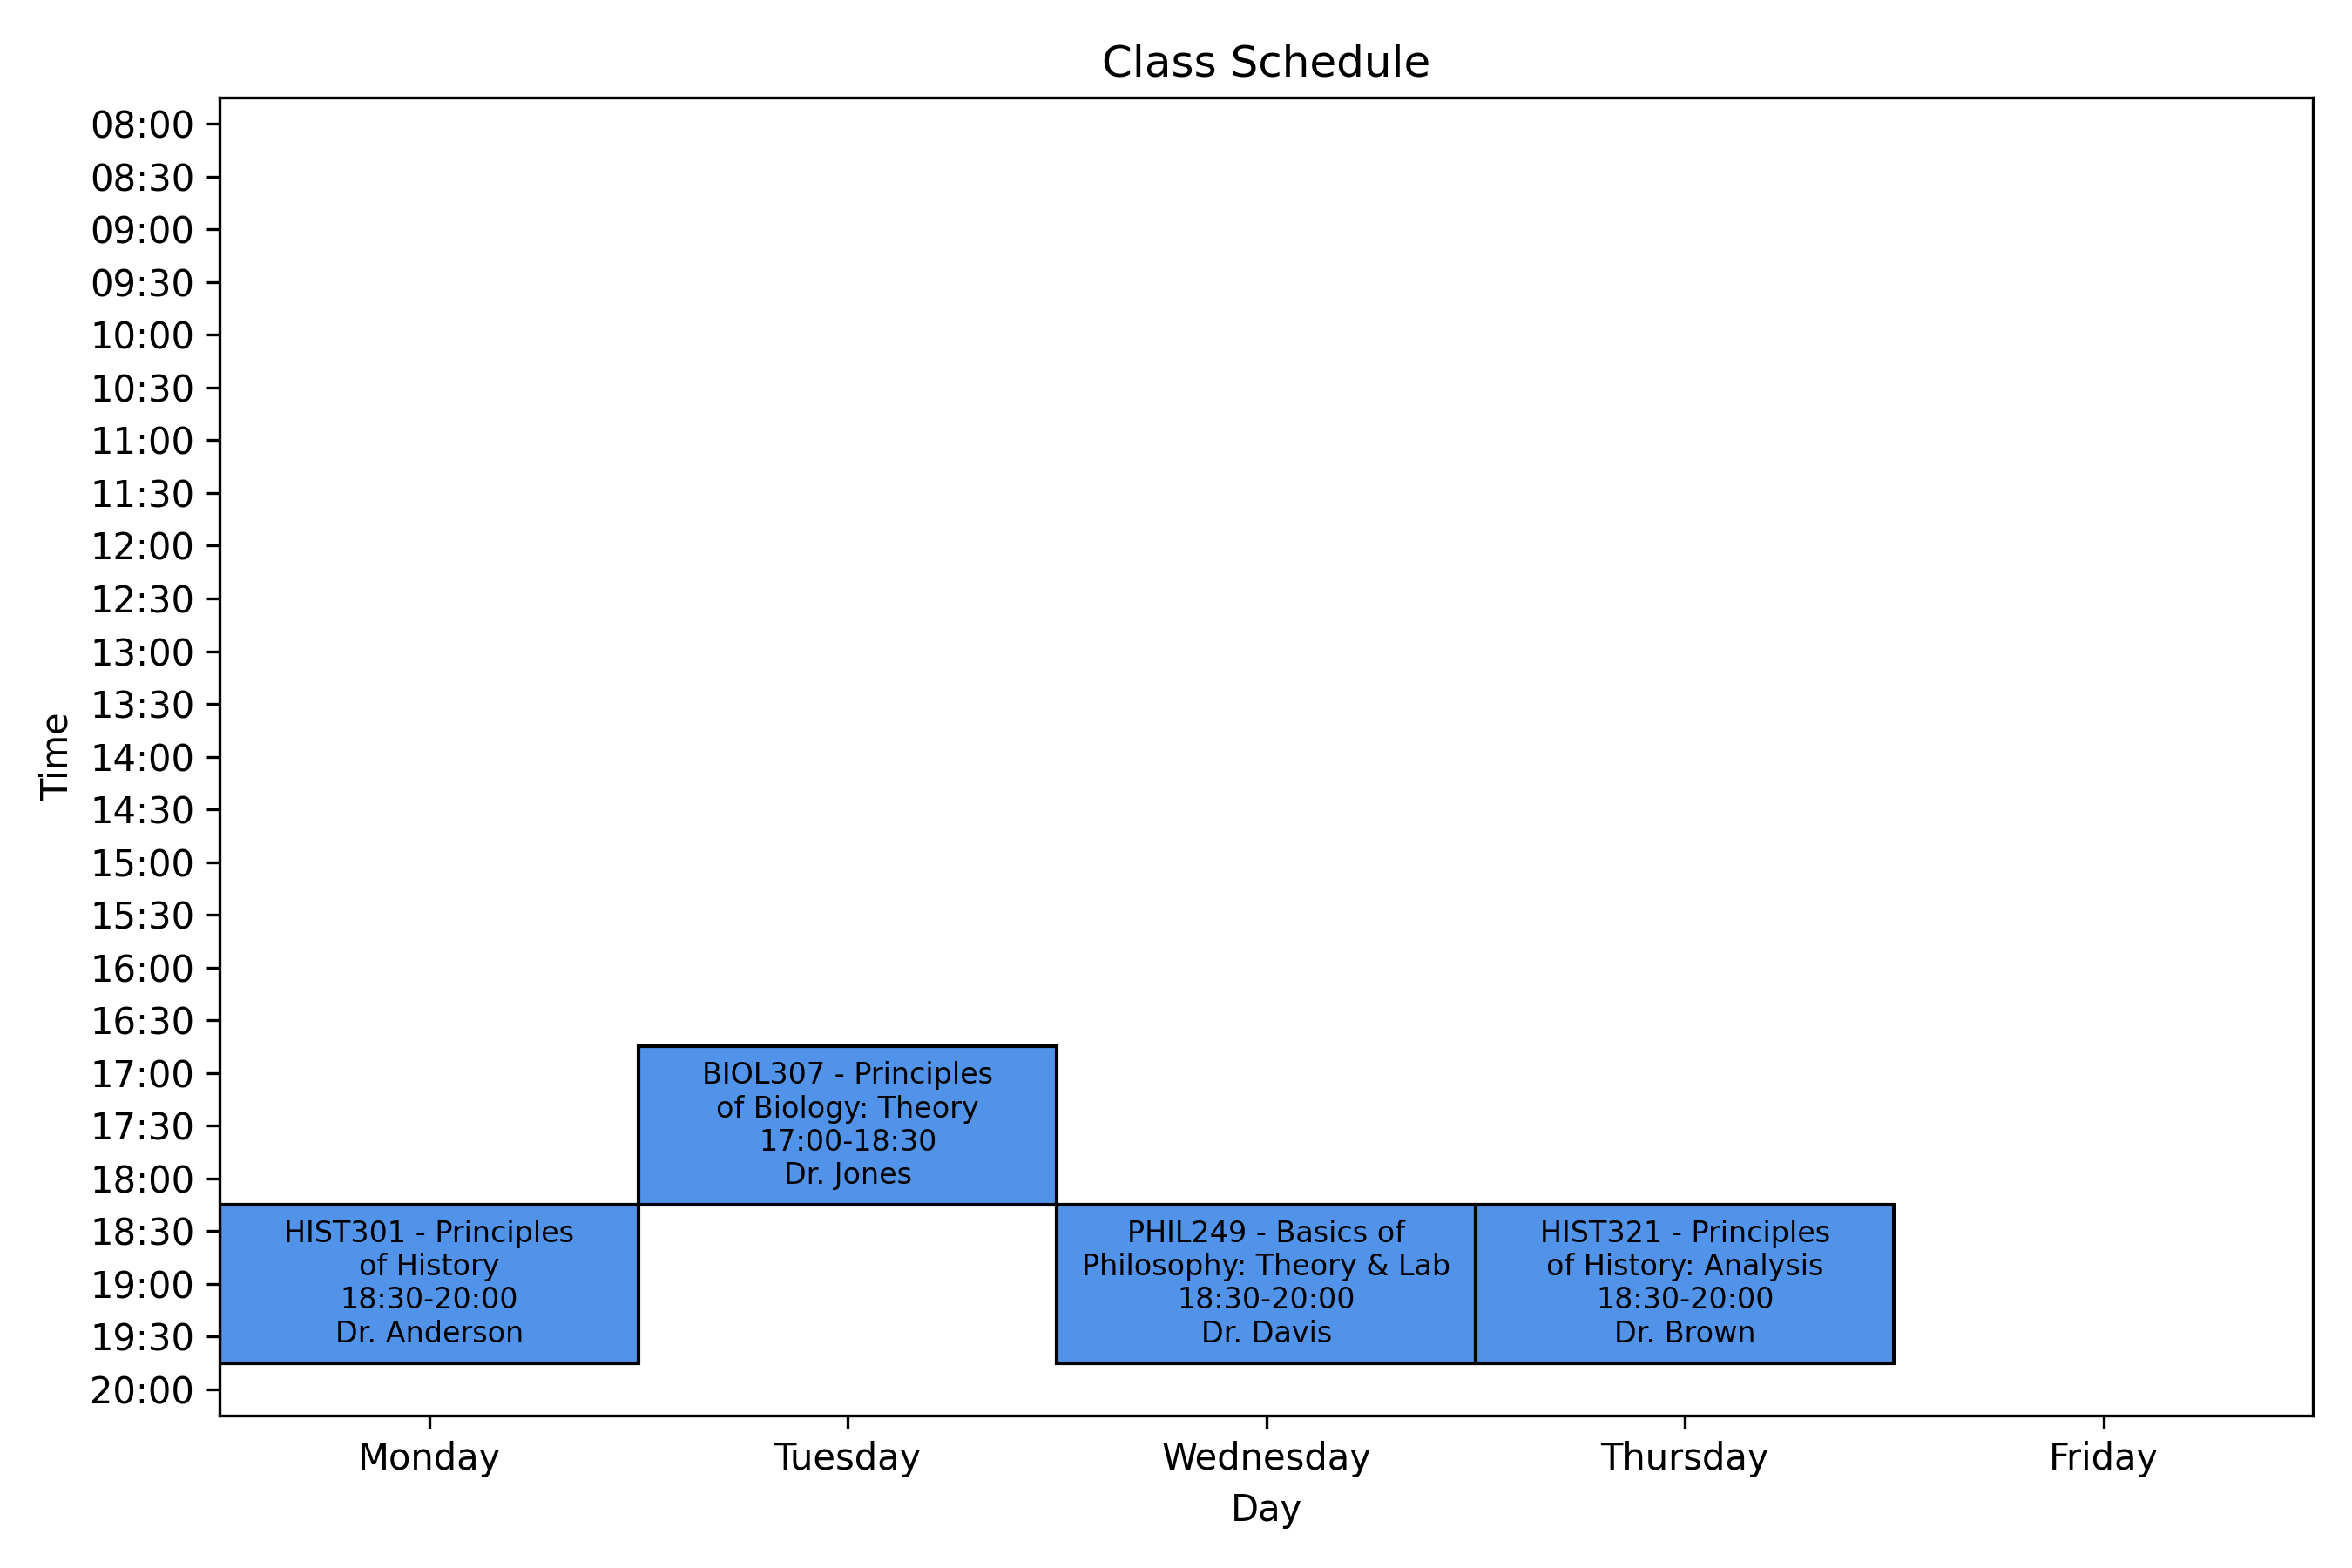 Class Schedule
Time
08:00
08:30
09:00
09:30
10:00
10:30
11:00
11:30
12:00
12:30
13:00
13:30
14:00
14:30
15:00
15:30
16:00
16:30
17:00
17:30
18:00
18:30
19:00
19:30
20:00
HIST301 - Principles
of History
18:30-20:00
Dr. Anderson
BIOL307 - Principles
of Biology: Theory
17:00-18:30
Dr. Jones
PHIL249 - Basics of
Philosophy: Theory & Lab
18:30-20:00
Dr. Davis
HIST321 - Principles
of History: Analysis
18:30-20:00
Dr. Brown
Monday
Tuesday
Wednesday
Thursday
Friday
Day